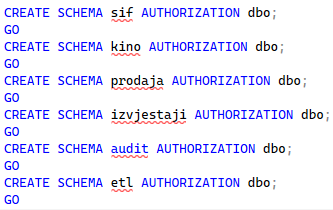 CREATE SCHEMA sif AUTHORIZATION dbo;
GO
CREATE SCHEMA kino AUTHORIZATION dbo;
GO
CREATE SCHEMA prodaja AUTHORIZATION dbo;
GO
CREATE SCHEMA izvjestaji AUTHORIZATION dbo;
GO
CREATE SCHEMA audit AUTHORIZATION dbo;
GO
CREATE SCHEMA etl AUTHORIZATION dbo;
GO